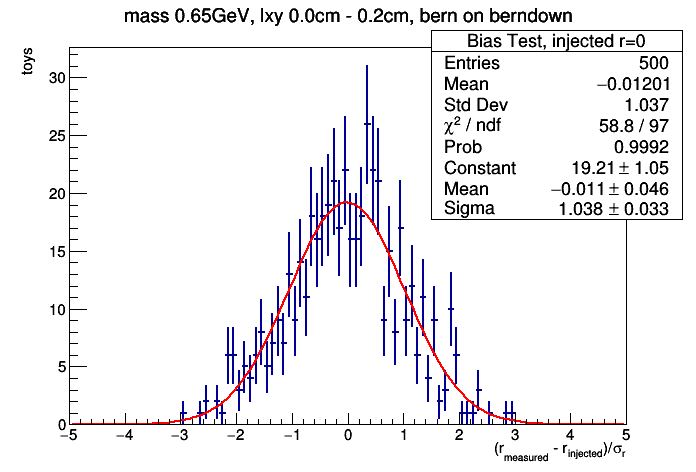 mass 0.65GeV, lxy 0.0cm - 0.2cm, bern on berndown
Bias Test, injected r=0
Entries 500
Mean −0.01201
Std Dev 1.037
χ² / ndf 58.8 / 97
Prob 0.9992
Constant 19.21 ± 1.05
Mean −0.011 ± 0.046
Sigma 1.038 ± 0.033
toys
30
25
20
15
10
5
0
−5 −4 −3 −2 −1 0 1 2 3 4 5
(r_measured - r_injected)/σ_r